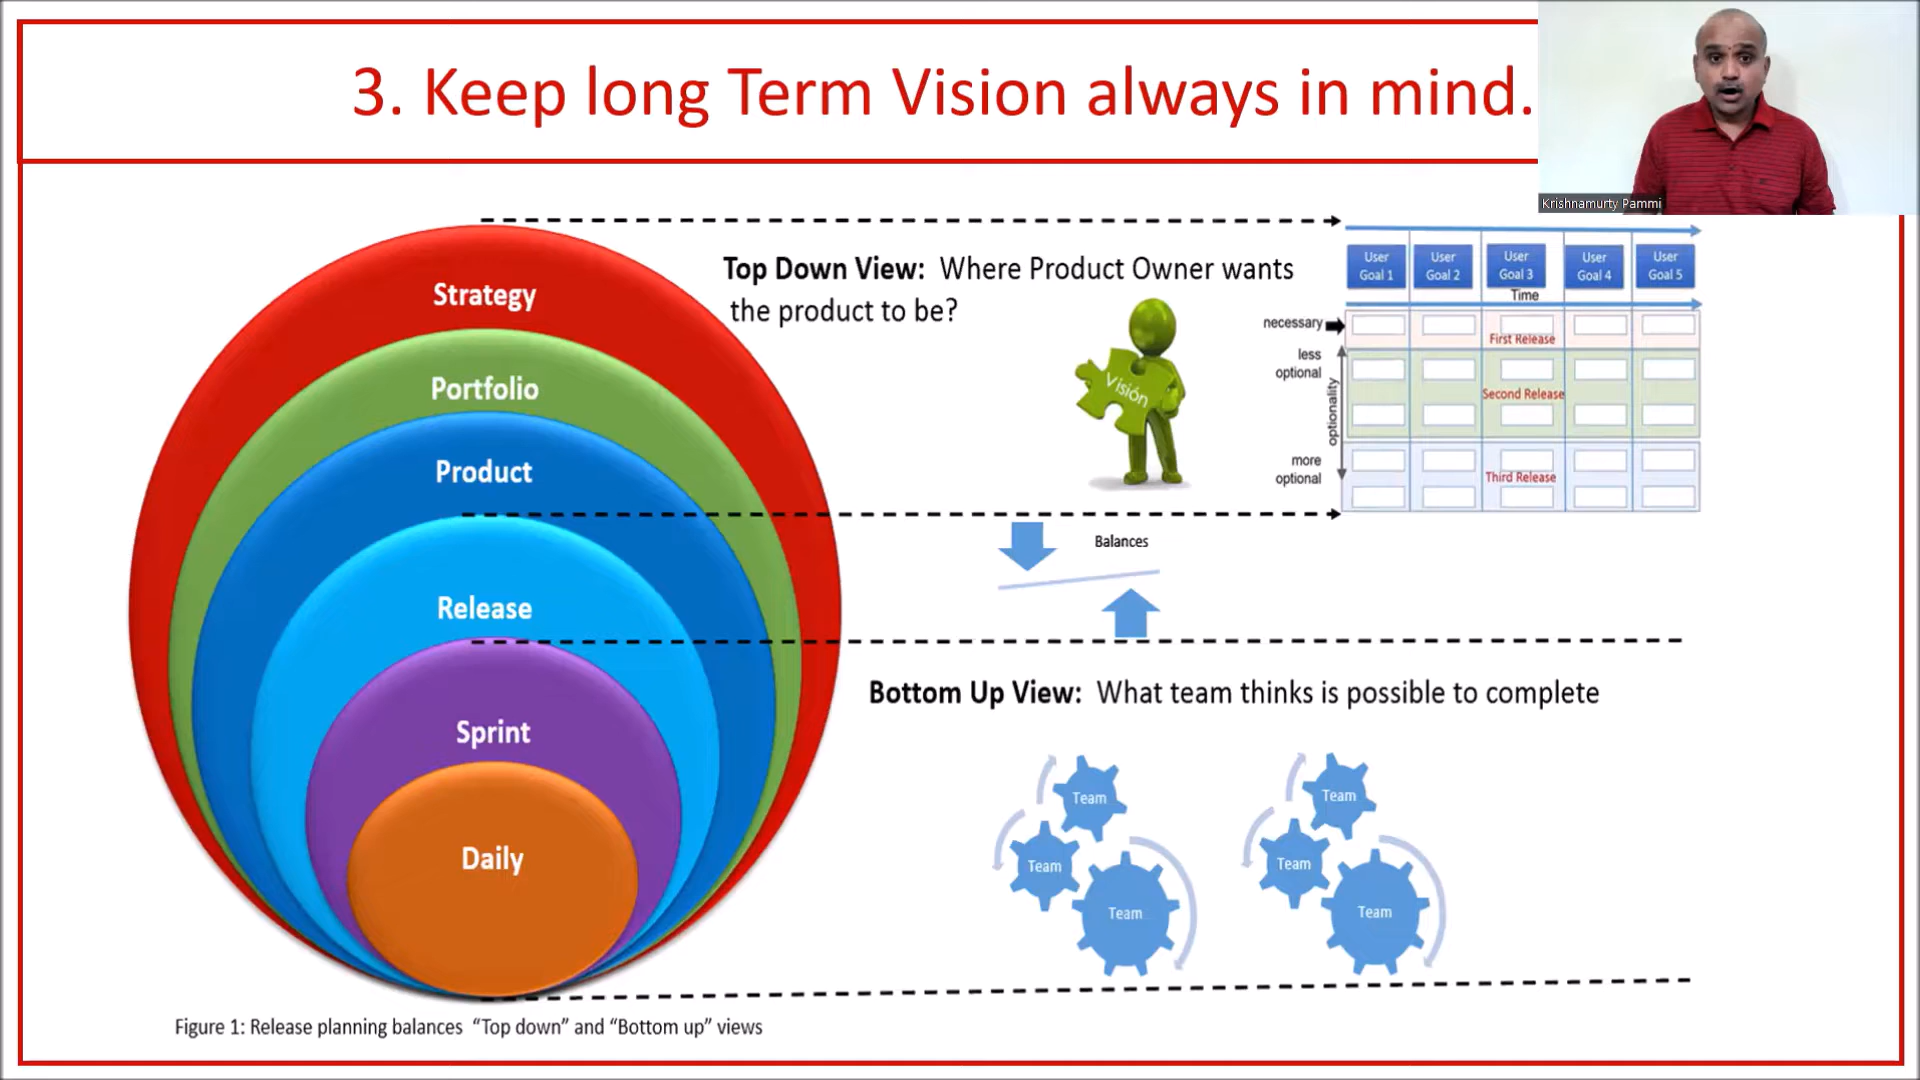 3. Keep long Term Vision always in mind.
Krishnamurty Pammi
Strategy
Portfolio
Product
Release
Sprint
Daily
Top Down View: Where Product Owner wants
the product to be?
Visión
User
Goal 1
User
Goal 2
User
Goal 3
User
Goal 4
User
Goal 5
Time
necessary
less
optional
optionality
more
optional
First Release
Second Release
Third Release
Balances
Bottom Up View: What team thinks is possible to complete
Team
Team
Team
Team
Team
Team
Figure 1: Release planning balances “Top down” and “Bottom up” views